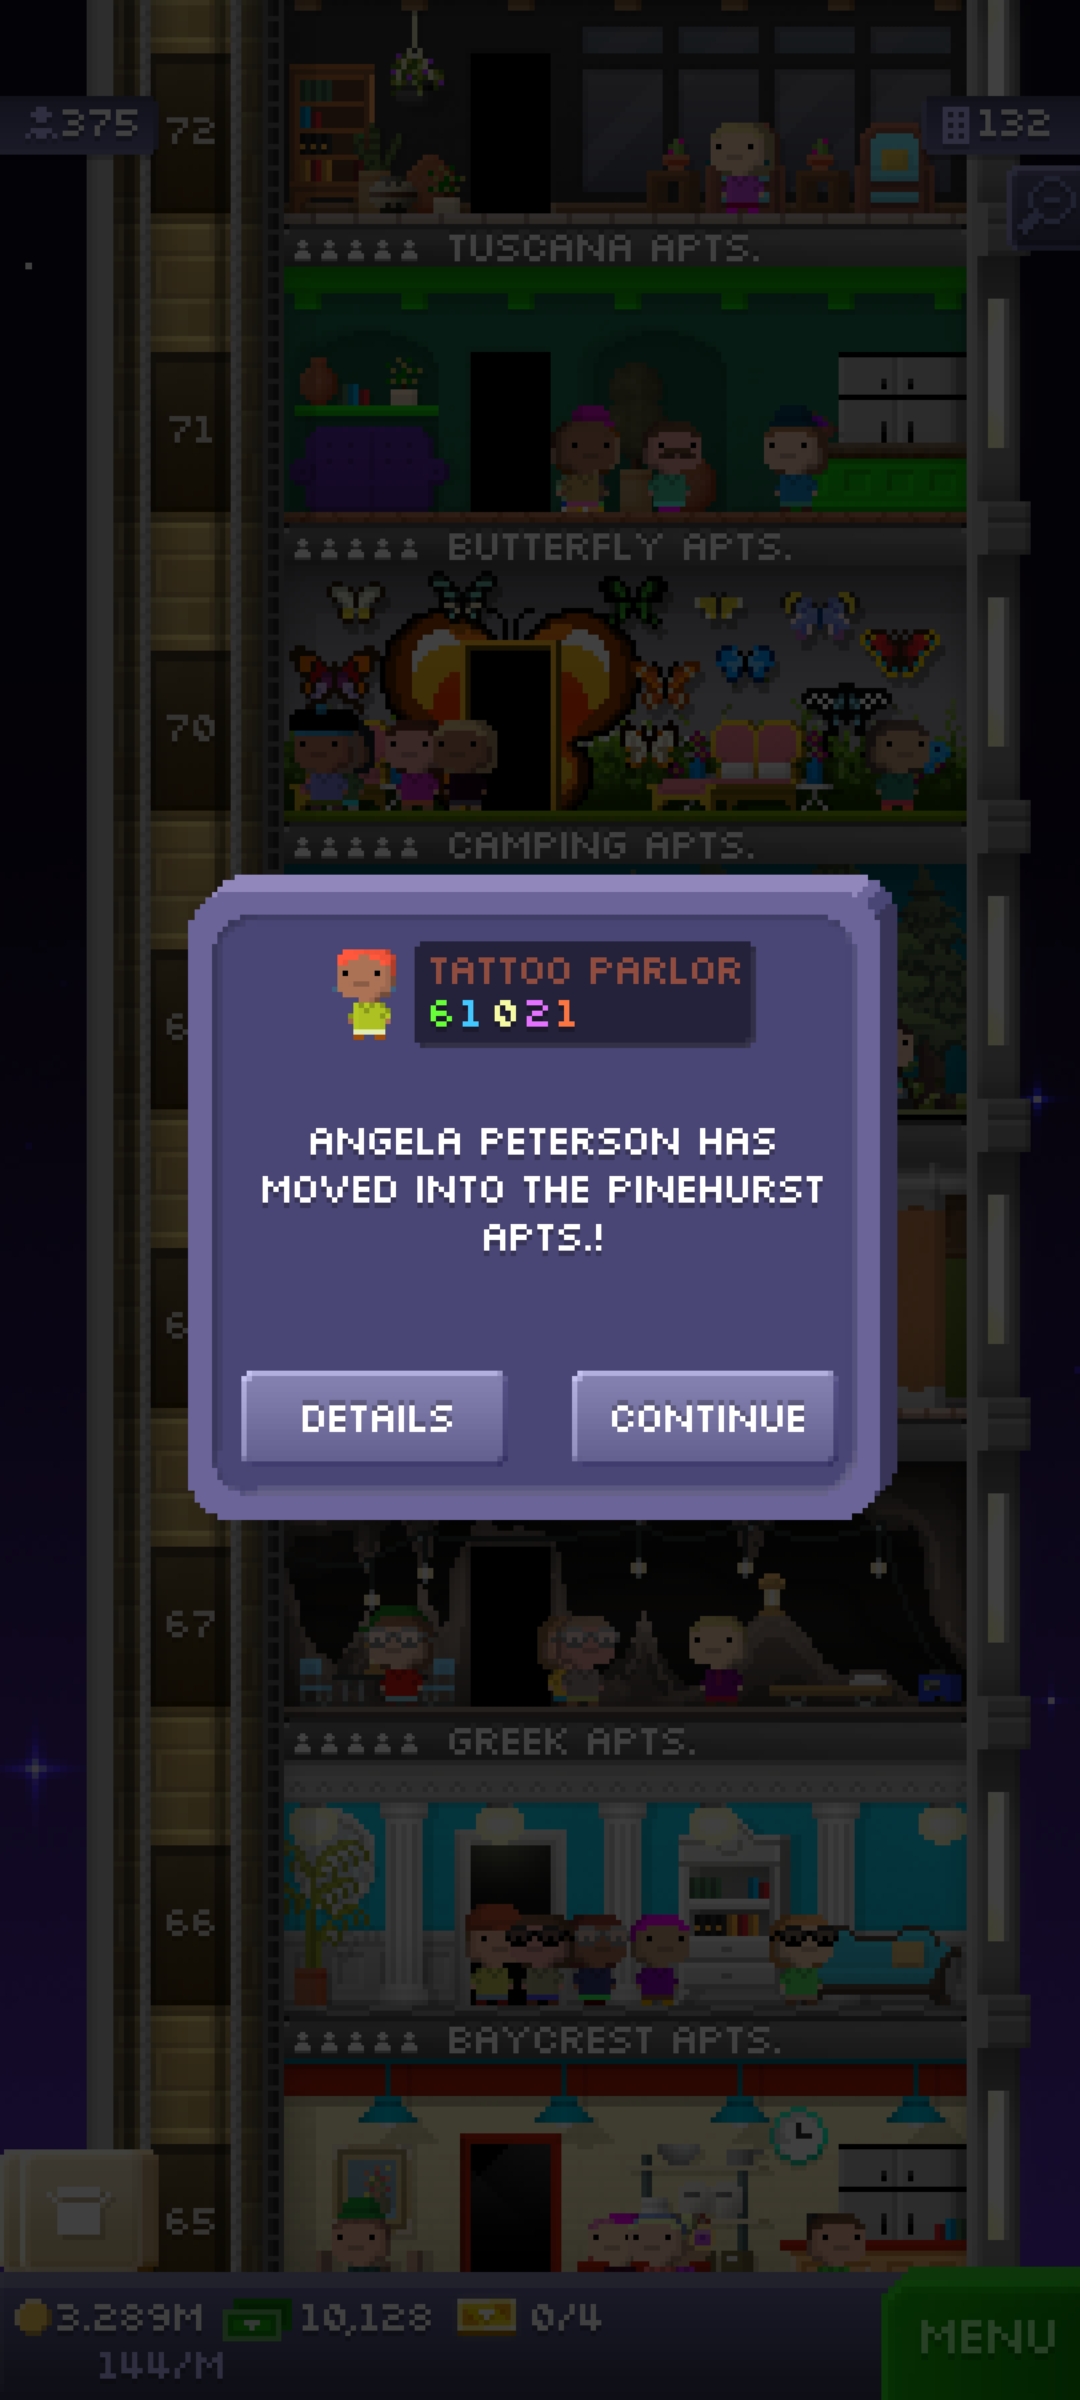 375
72
132
TUSCANA APTS.
71
BUTTERFLY APTS.
70
CAMPING APTS.
TATTOO PARLOR
61021
6
ANGELA PETERSON HAS
MOVED INTO THE PINEHURST
APTS.!
6
DETAILS
CONTINUE
67
GREEK APTS.
66
BAYCREST APTS.
65
3.289M
10,128
0/4
MENU
144/M